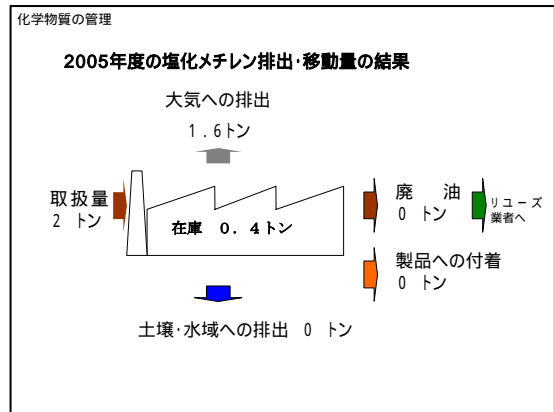 化学物質の管理
2005年度の塩化メチレン排出・移動量の結果
大気への排出
1.6トン
取扱量
2 トン
在庫 0.4トン
廃 油
0 トン
リユーズ
業者へ
製品への付着
0 トン
土壌・水域への排出 0 トン